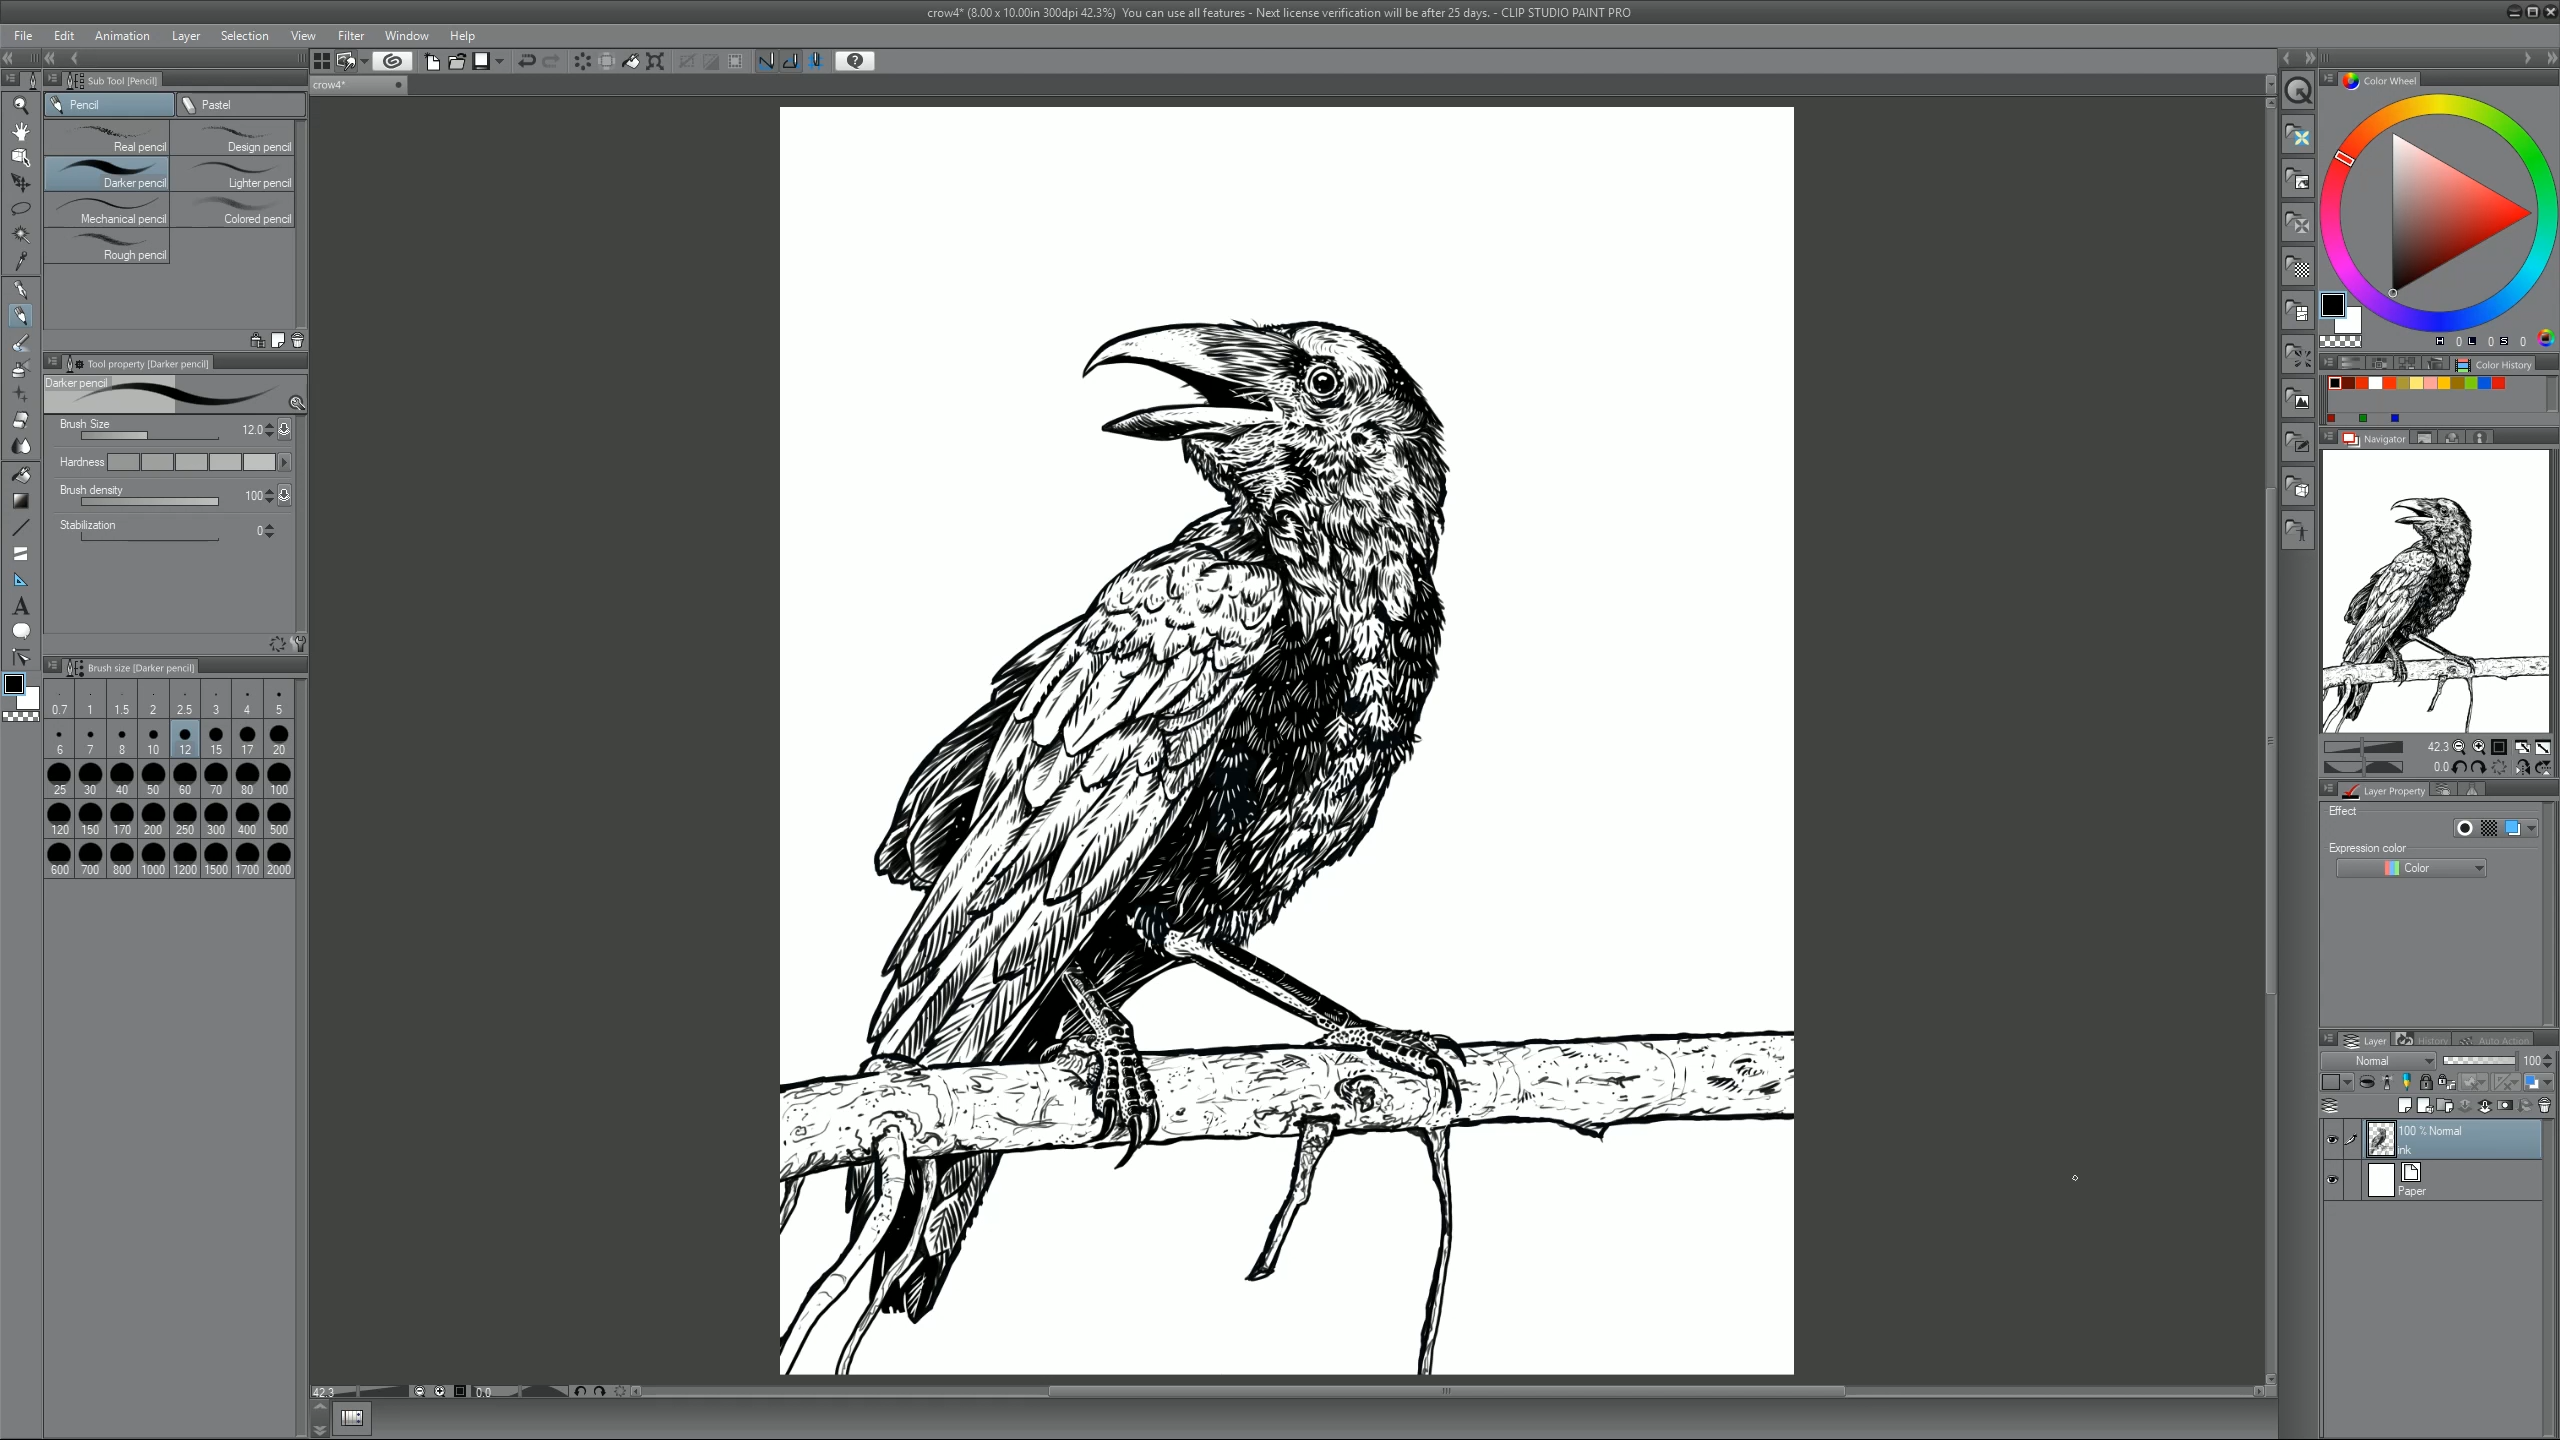 crow4* (8.00 x 10.00in 300dpi 42.3%) You can use all features - Next license verification will be after 25 days. - CLIP STUDIO PAINT PRO
File Edit Animation Layer Selection View Filter Window Help
crow4*
Sub Tool [Pencil]
Pencil Pastel
Real pencil Design pencil
Darker pencil Lighter pencil
Mechanical pencil Colored pencil
Rough pencil
Tool property [Darker pencil]
Darker pencil
Brush Size 12.0
Hardness
Brush density 100
Stabilization 0
Brush size [Darker pencil]
0.7 1 1.5 2 2.5 3 4 5
6 7 8 10 12 15 17 20
25 30 40 50 60 70 80 100
120 150 170 200 250 300 400 500
600 700 800 1000 1200 1500 1700 2000
A
42.3 0.0
Color Wheel
H 0 L 0 S 0
Color History
Navigator
42.3
0.0
Layer Property
Effect
Expression color
Color
Layer History Auto Action
Normal 100
100 % Normal
ink
Paper